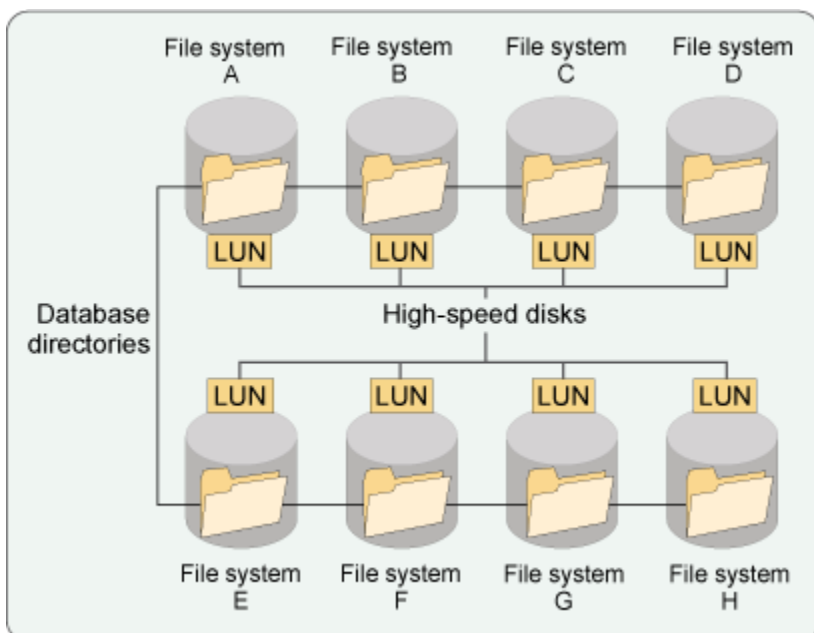 File system
A
File system
B
File system
C
File system
D
LUN
LUN
LUN
LUN
Database
directories
High-speed disks
LUN
LUN
LUN
LUN
File system
E
File system
F
File system
G
File system
H